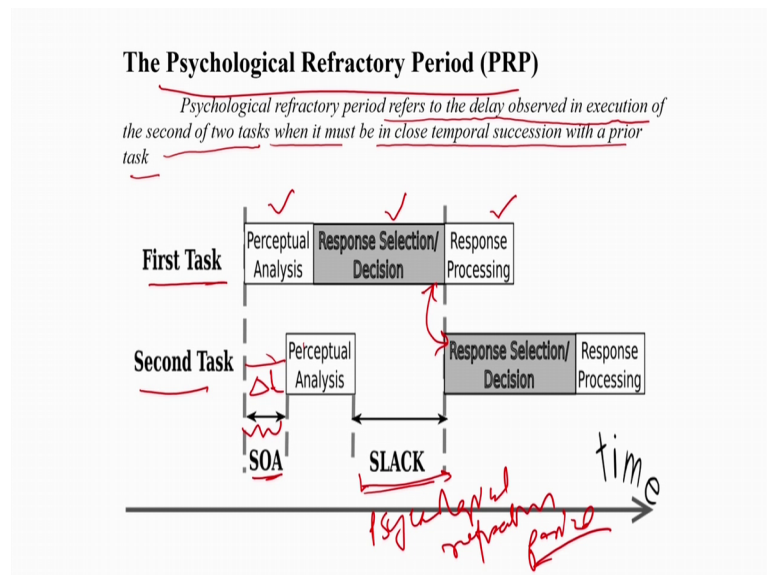 The Psychological Refractory Period (PRP)
Psychological refractory period refers to the delay observed in execution of
the second of two tasks when it must be in close temporal succession with a prior
task
First Task
Perceptual Analysis
Response Selection/ Decision
Response Processing
Second Task
Perceptual Analysis
Response Selection/ Decision
Response Processing
Δt
SOA
SLACK
time
Psychological
refractory
period